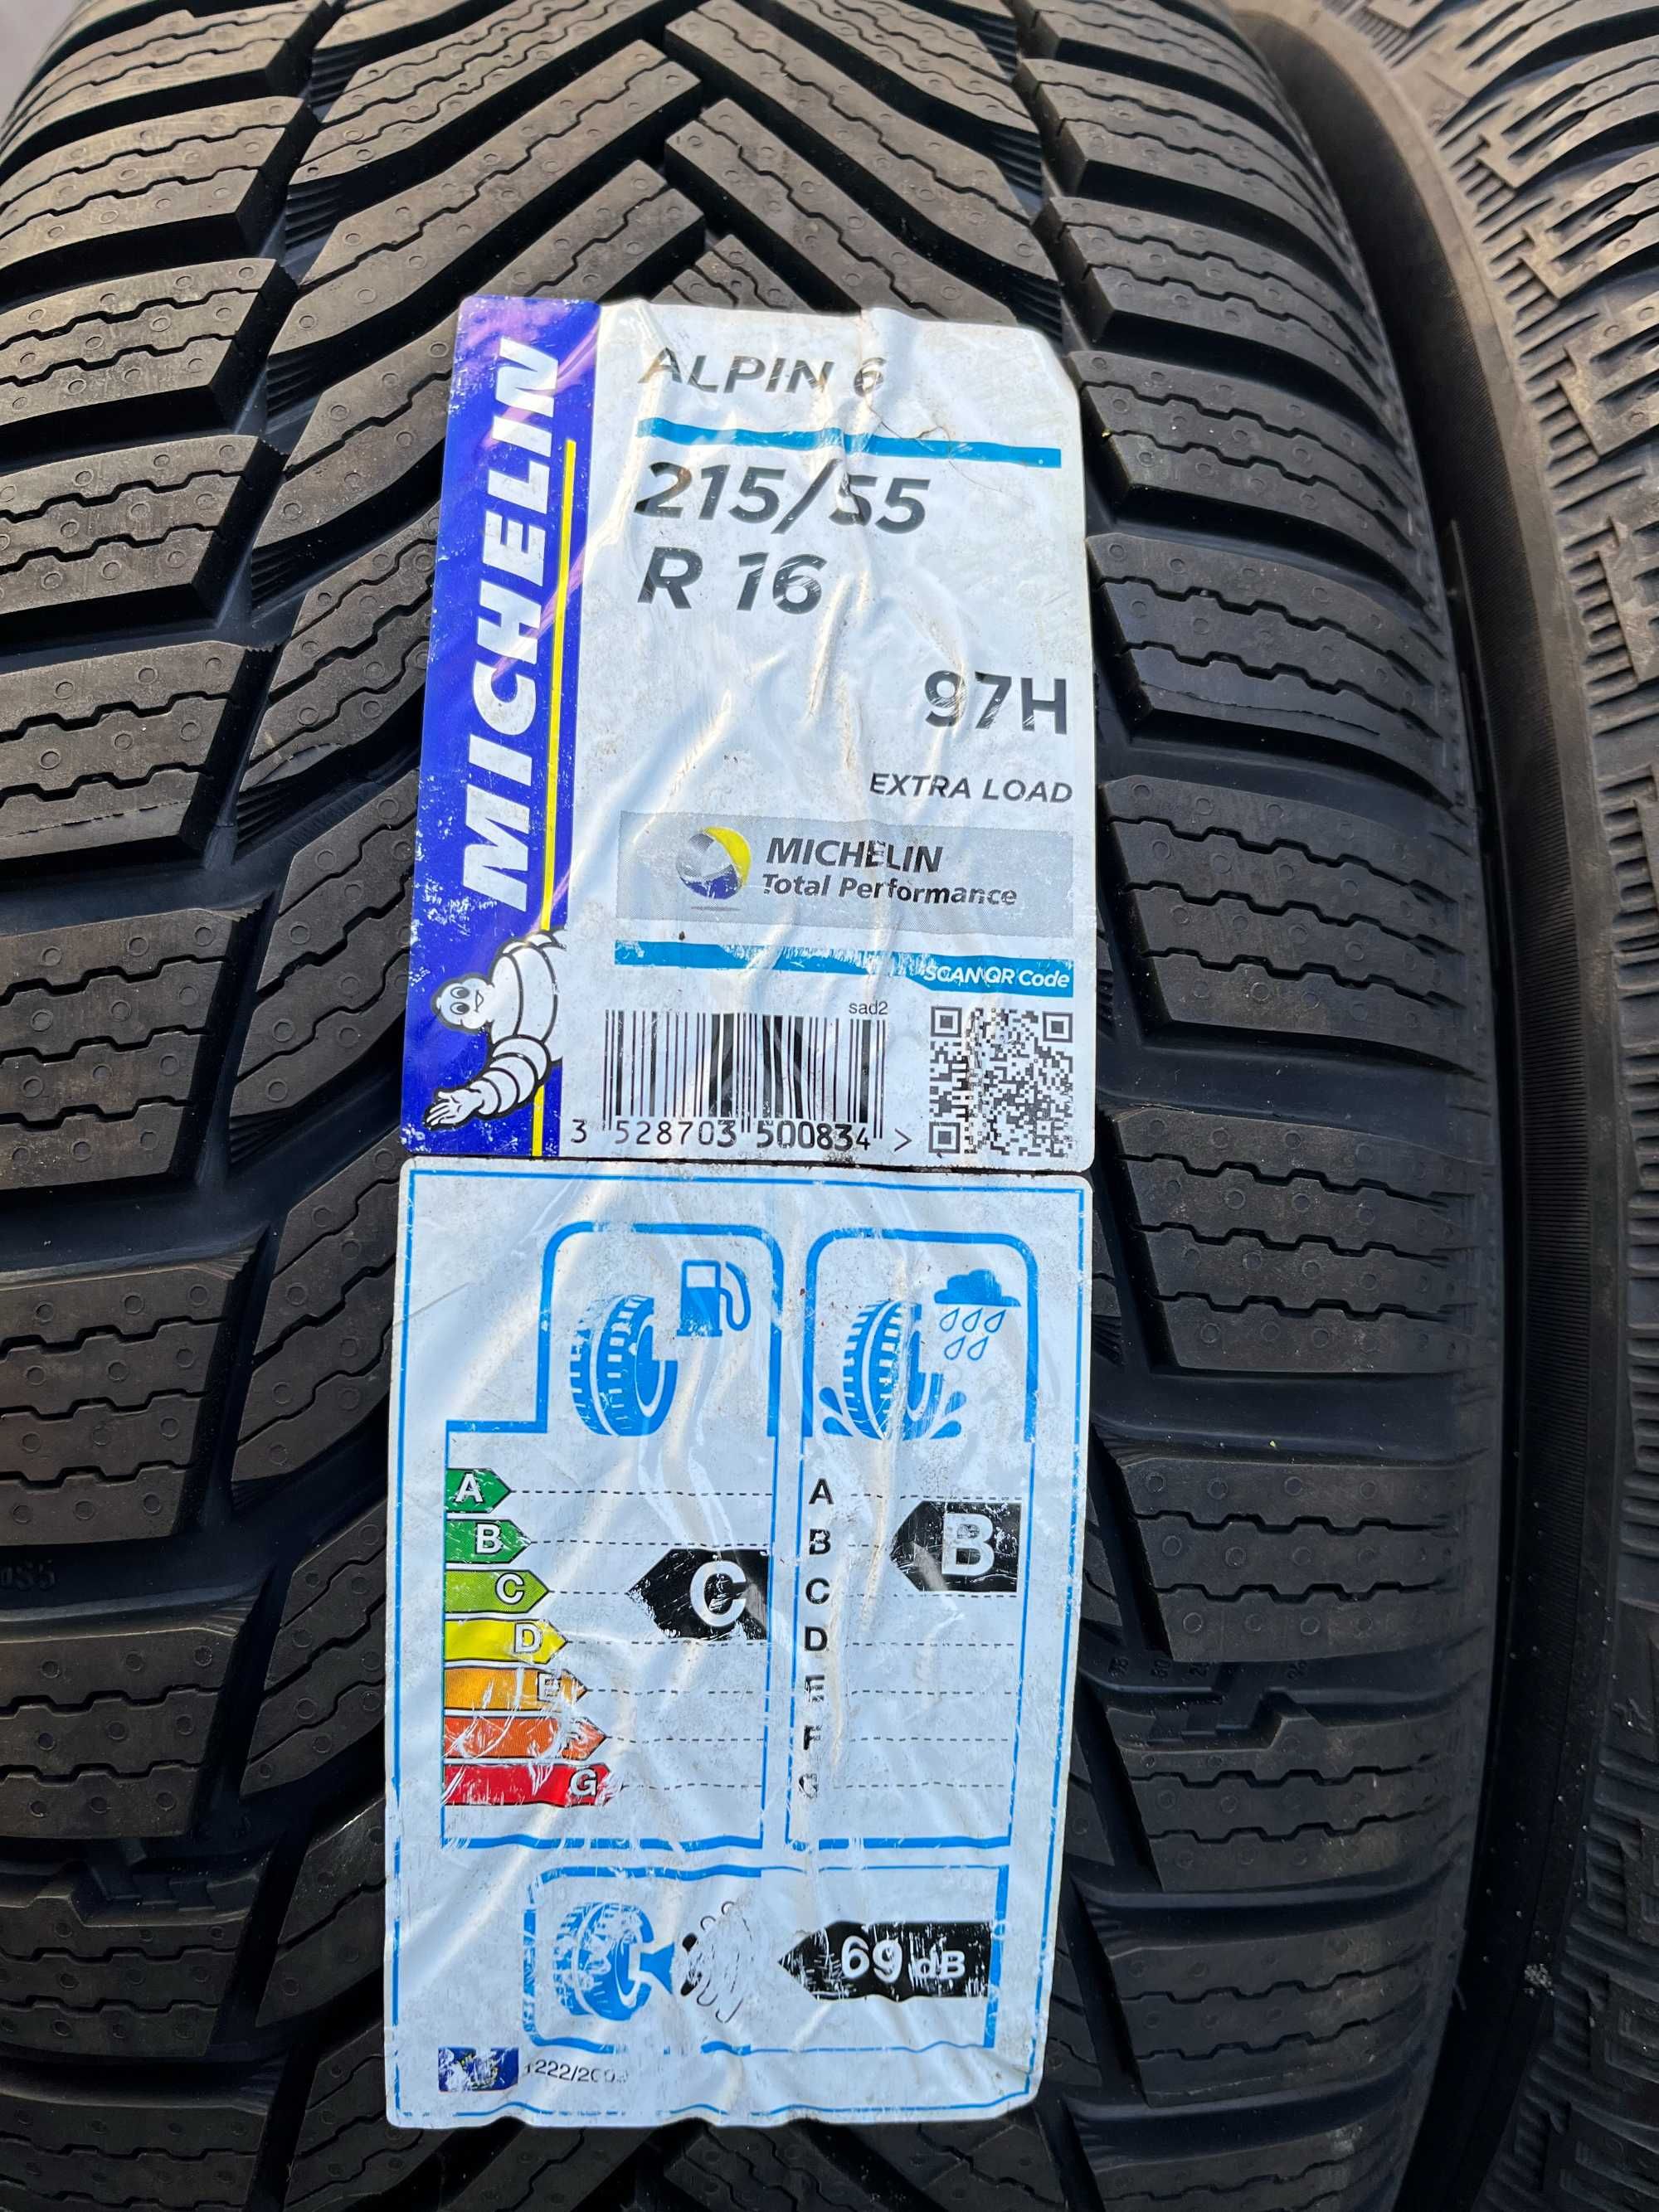 MICHELIN
ALPIN 6
215/55
R 16
97H
EXTRA LOAD
MICHELIN
Total Performance
SCAN QR Code
sad2
3 528703 500834 >
A
B
C
D
E
F
G
C
A
B
C
D
E
F
G
B
69 dB